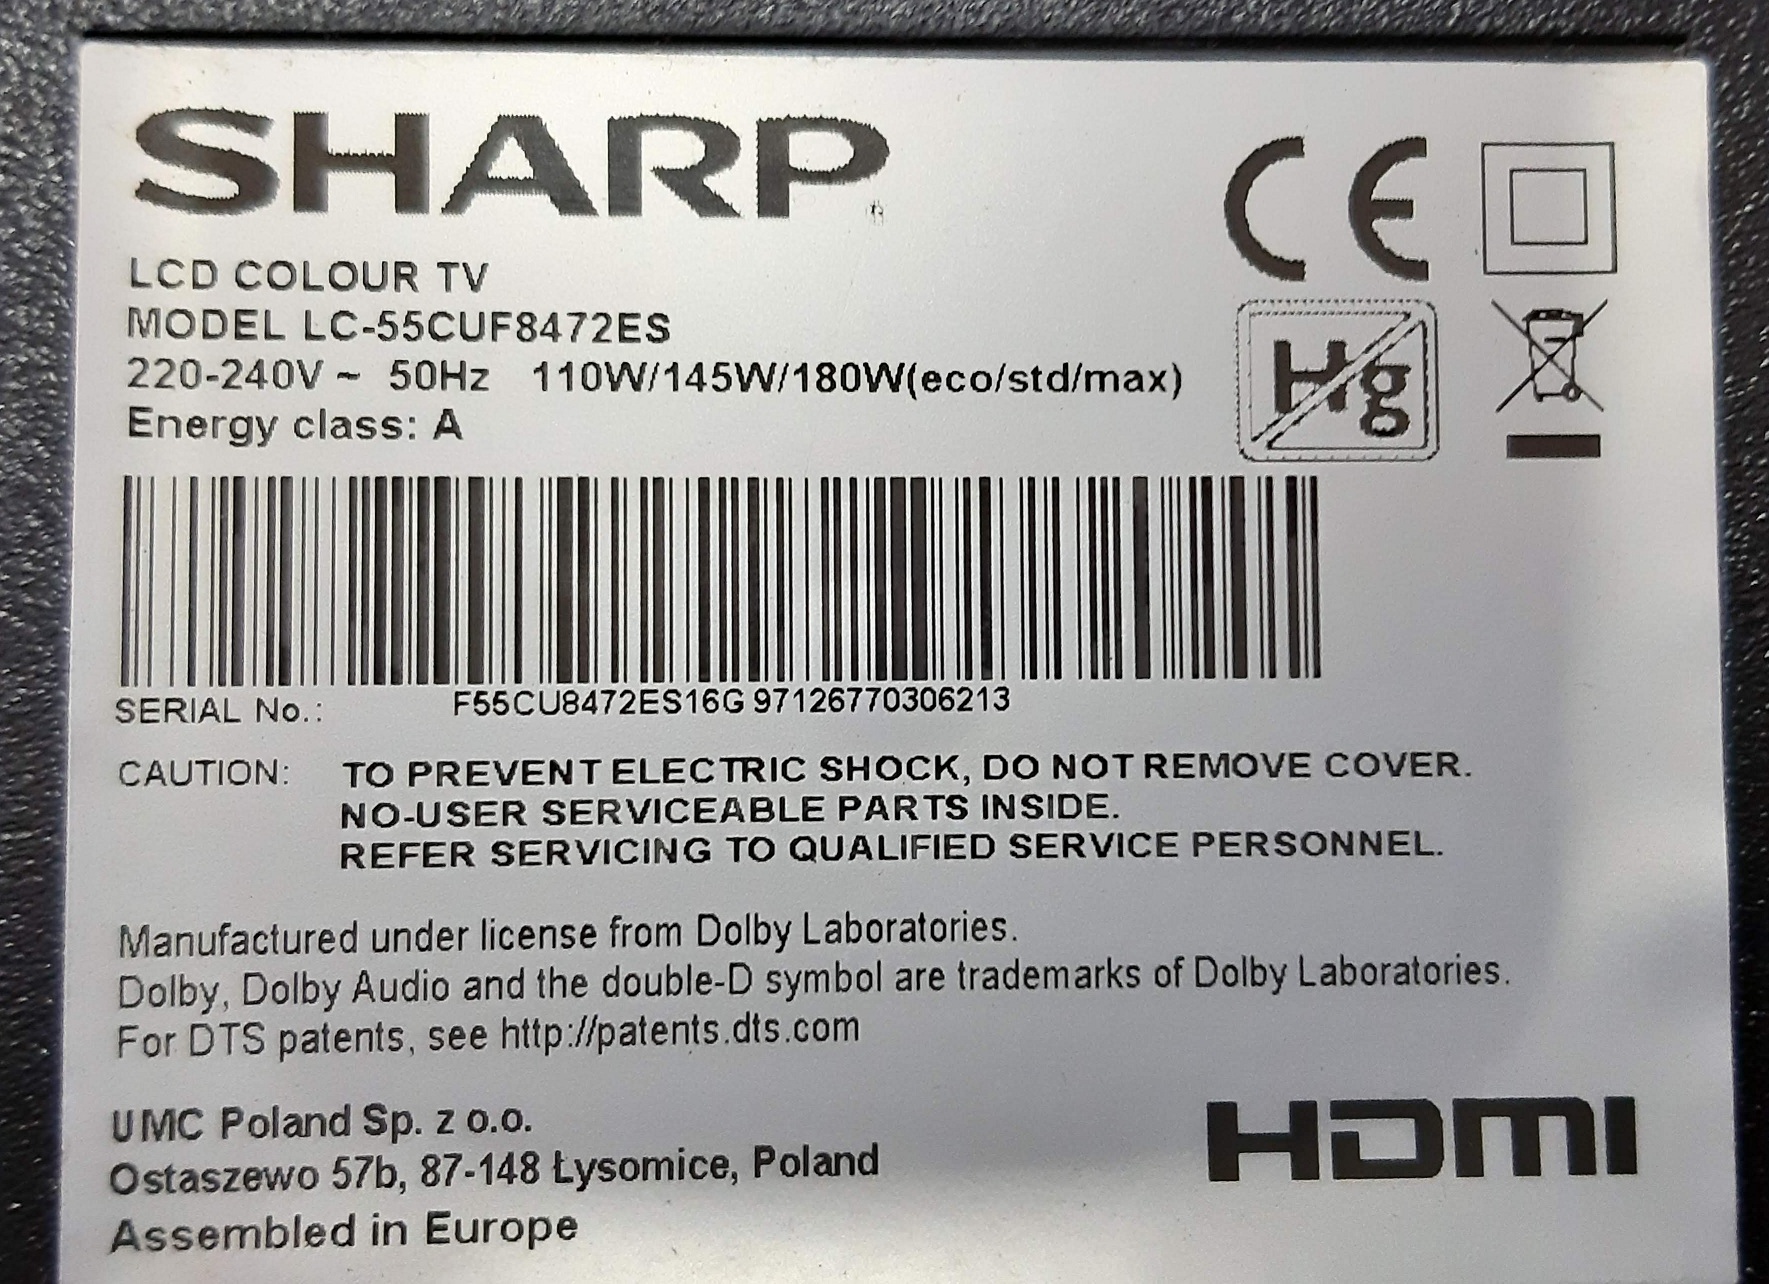 SHARP
LCD COLOUR TV
MODEL LC-55CUF8472ES
220-240V ~ 50Hz 110W/145W/180W(eco/std/max)
Energy class: A
CE
Hg
SERIAL No.: F55CU8472ES16G 97126770306213
CAUTION: TO PREVENT ELECTRIC SHOCK, DO NOT REMOVE COVER.
NO-USER SERVICEABLE PARTS INSIDE.
REFER SERVICING TO QUALIFIED SERVICE PERSONNEL.
Manufactured under license from Dolby Laboratories.
Dolby, Dolby Audio and the double-D symbol are trademarks of Dolby Laboratories.
For DTS patents, see http://patents.dts.com
UMC Poland Sp. z o.o.
Ostaszewo 57b, 87-148 Łysomice, Poland
Assembled in Europe
HDMI